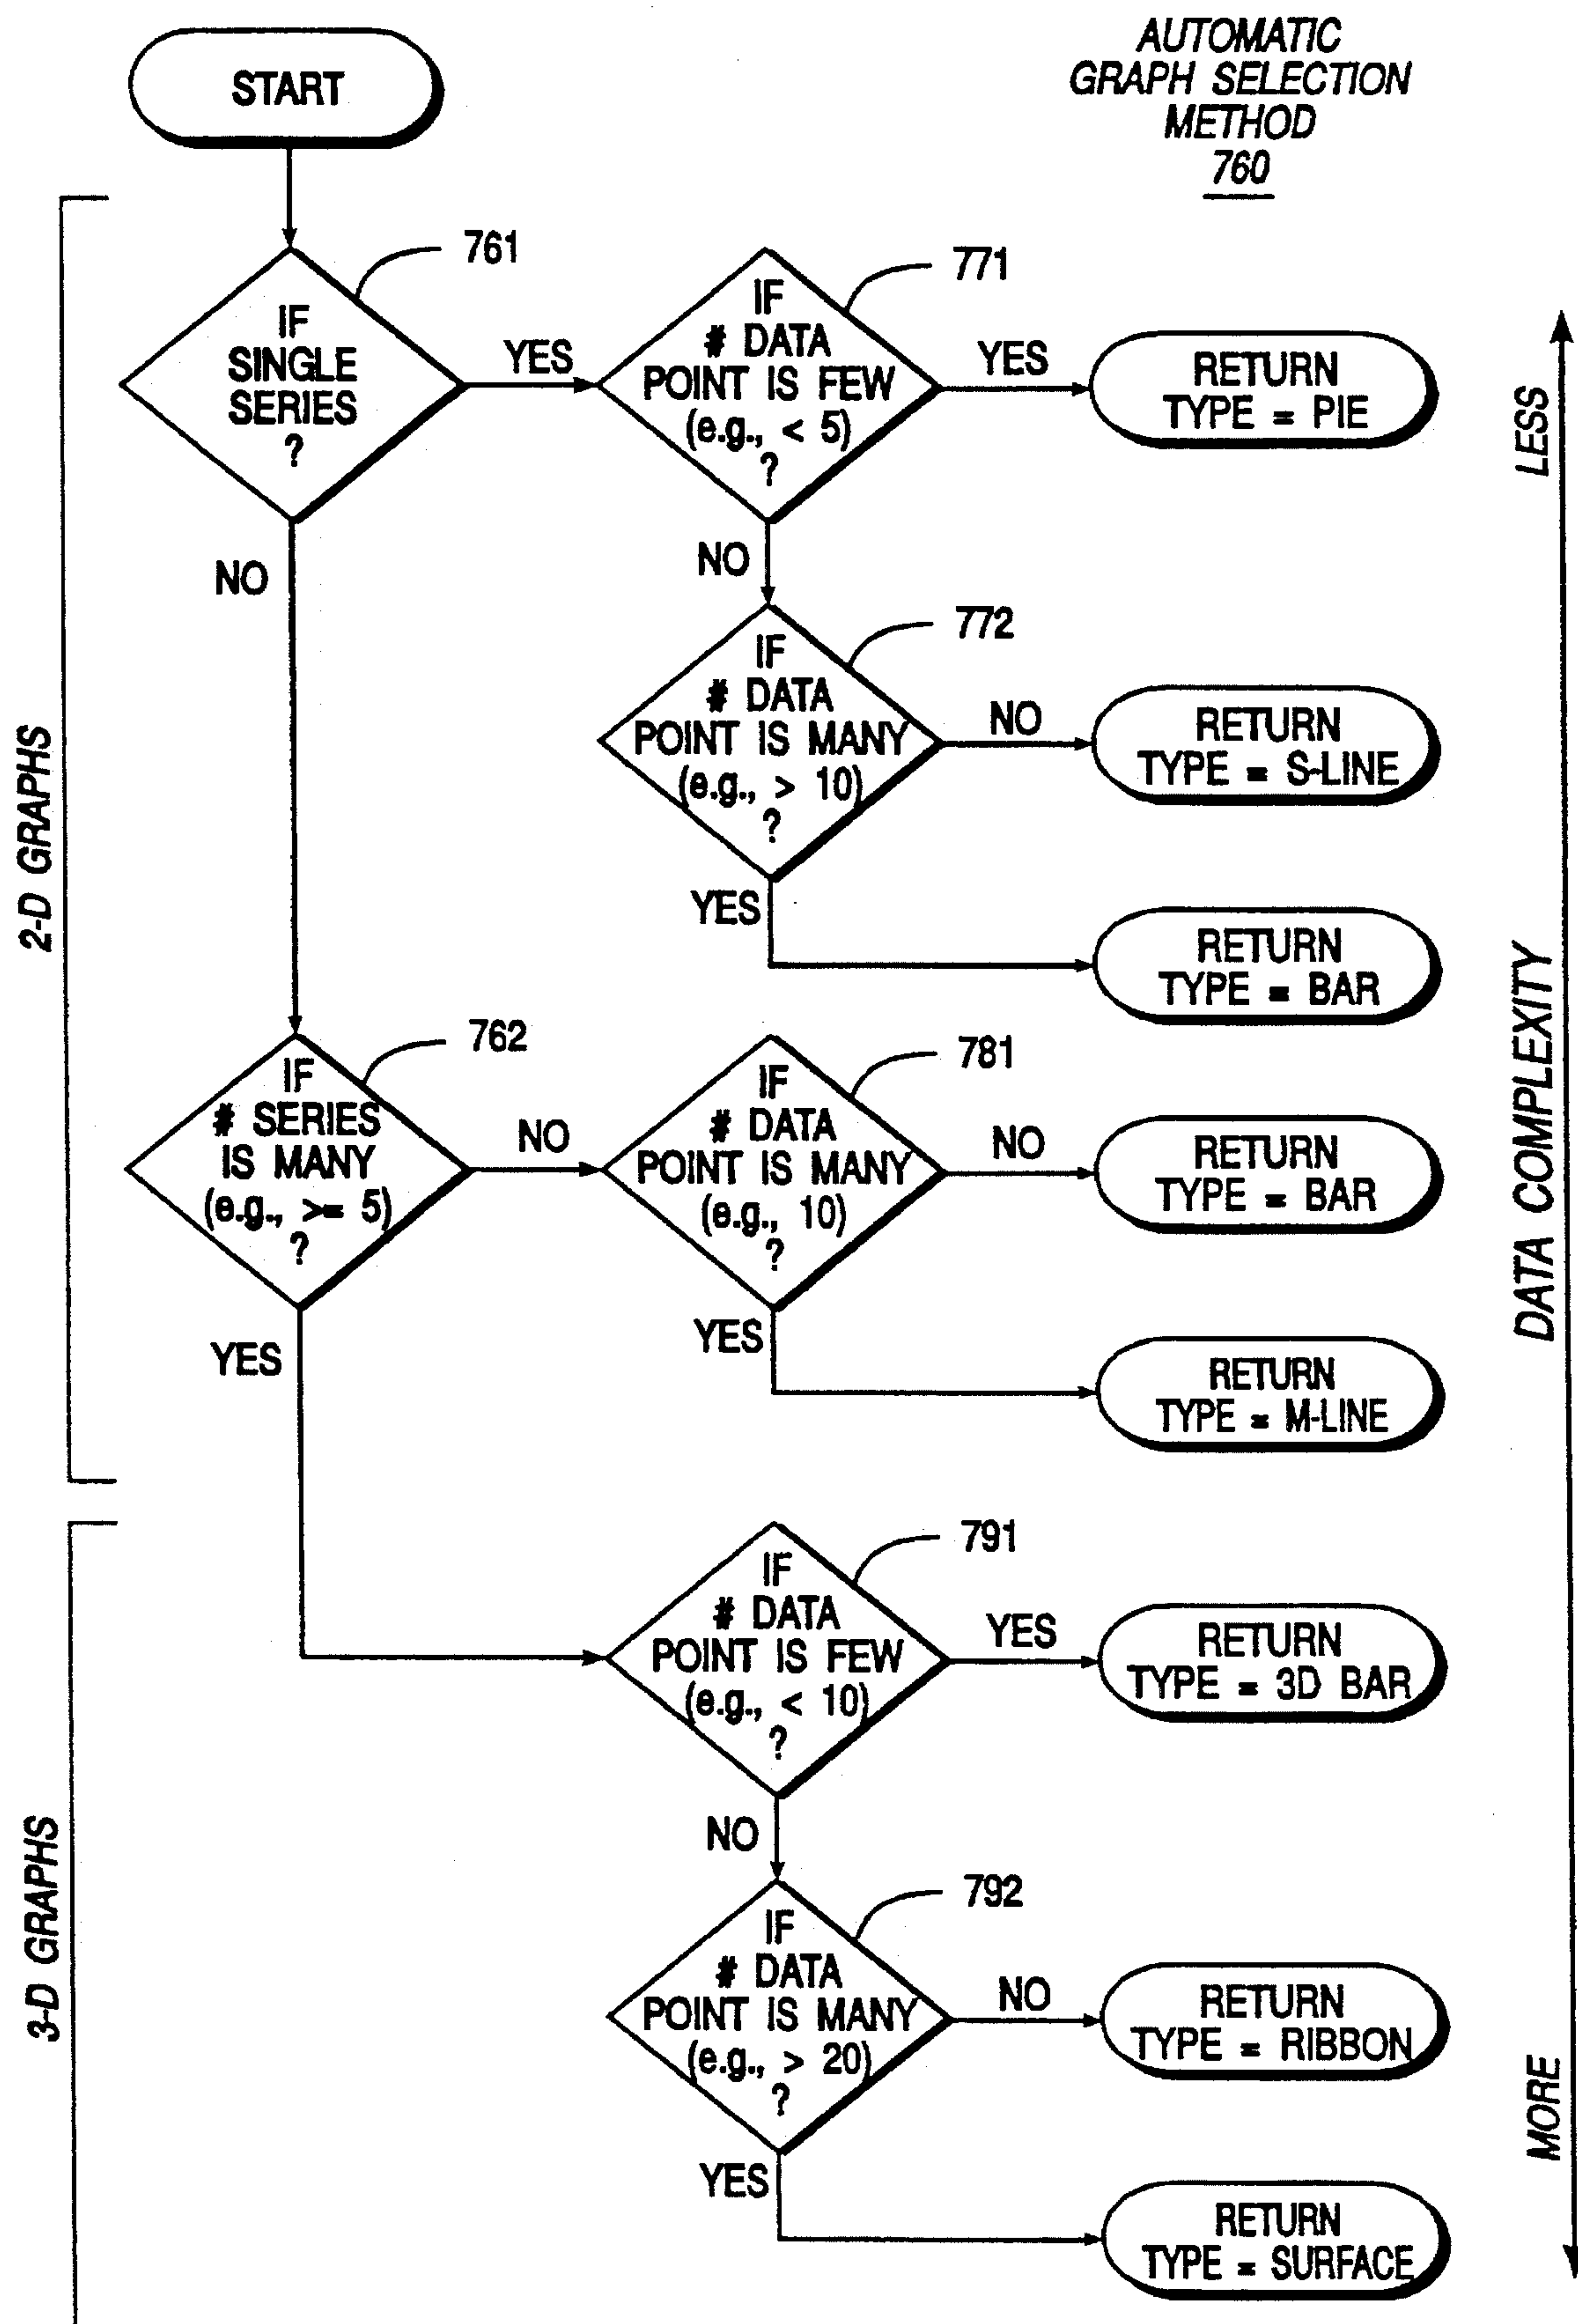 AUTOMATIC
GRAPH SELECTION
METHOD
760
START
2-D GRAPHS
761
IF
SINGLE
SERIES
?
YES
NO
771
IF
# DATA
POINT IS FEW
(e.g., < 5)
?
YES
RETURN
TYPE = PIE
NO
772
IF
# DATA
POINT IS MANY
(e.g., > 10)
?
NO
RETURN
TYPE = S-LINE
YES
RETURN
TYPE = BAR
762
IF
# SERIES
IS MANY
(e.g., >= 5)
?
NO
YES
781
IF
# DATA
POINT IS MANY
(e.g., 10)
?
NO
RETURN
TYPE = BAR
YES
RETURN
TYPE = M-LINE
3-D GRAPHS
791
IF
# DATA
POINT IS FEW
(e.g., < 10)
?
YES
RETURN
TYPE = 3D BAR
NO
792
IF
# DATA
POINT IS MANY
(e.g., > 20)
?
NO
RETURN
TYPE = RIBBON
YES
RETURN
TYPE = SURFACE
LESS
DATA COMPLEXITY
MORE